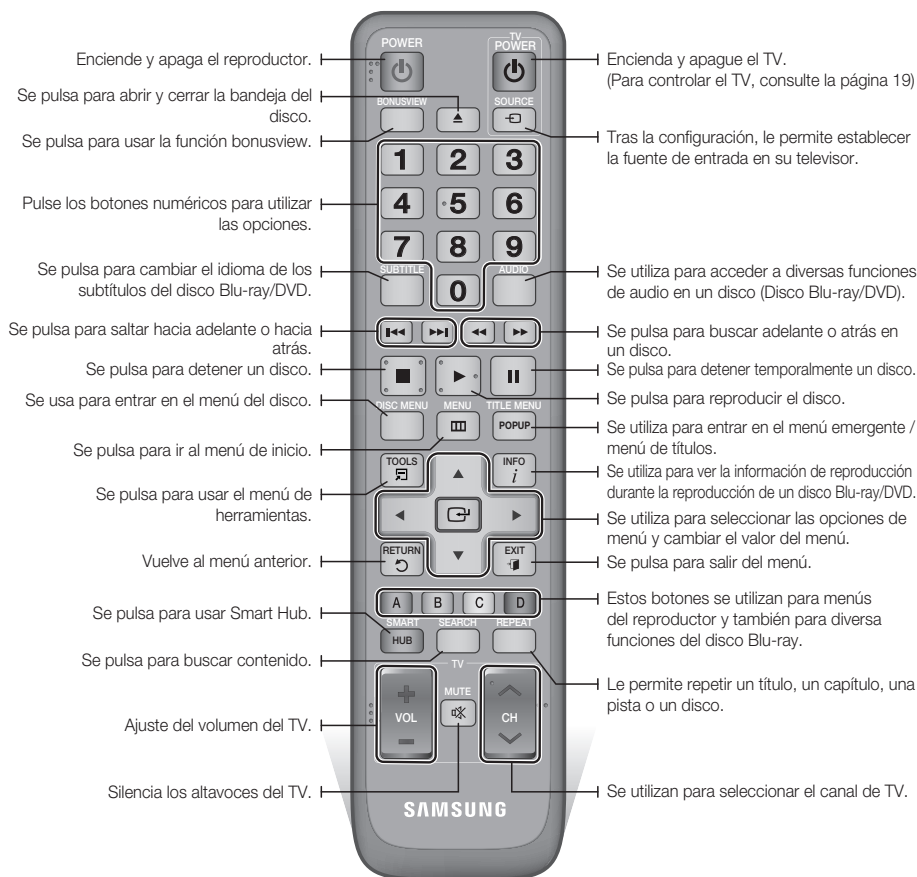 Enciende y apaga el reproductor.
Se pulsa para abrir y cerrar la bandeja del
disco.
Se pulsa para usar la función bonusview.
Pulse los botones numéricos para utilizar
las opciones.
Se pulsa para cambiar el idioma de los
subtítulos del disco Blu-ray/DVD.
Se pulsa para saltar hacia adelante o hacia
atrás.
Se pulsa para detener un disco.
Se usa para entrar en el menú del disco.
Se pulsa para ir al menú de inicio.
Se pulsa para usar el menú de
herramientas.
Vuelve al menú anterior.
Se pulsa para usar Smart Hub.
Se pulsa para buscar contenido.
Ajuste del volumen del TV.
Silencia los altavoces del TV.
POWER
TV
POWER
BONUSVIEW
SOURCE
1 2 3
4 5 6
7 8 9
SUBTITLE
0
AUDIO
DISC MENU
MENU
TITLE MENU
POPUP
TOOLS
INFO
i
RETURN
EXIT
A B C D
SMART
HUB
SEARCH
REPEAT
TV
VOL
MUTE
CH
SAMSUNG
Encienda y apague el TV.
(Para controlar el TV, consulte la página 19)
Tras la configuración, le permite establecer
la fuente de entrada en su televisor.
Se utiliza para acceder a diversas funciones
de audio en un disco (Disco Blu-ray/DVD).
Se pulsa para buscar adelante o atrás en
un disco.
Se pulsa para detener temporalmente un disco.
Se pulsa para reproducir el disco.
Se utiliza para entrar en el menú emergente /
menú de títulos.
Se utiliza para ver la información de reproducción
durante la reproducción de un disco Blu-ray/DVD.
Se utiliza para seleccionar las opciones de
menú y cambiar el valor del menú.
Se pulsa para salir del menú.
Estos botones se utilizan para menús
del reproductor y también para diversa
funciones del disco Blu-ray.
Le permite repetir un título, un capítulo, una
pista o un disco.
Se utilizan para seleccionar el canal de TV.